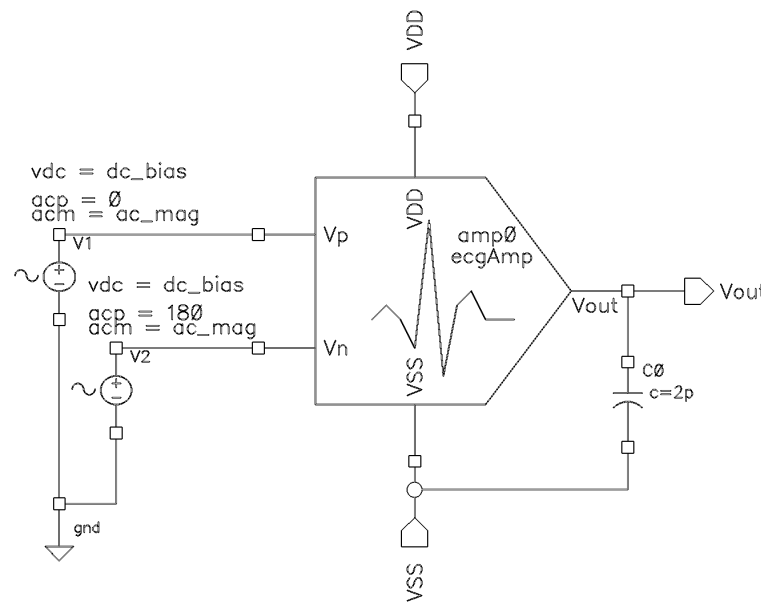 VDD
vdc = dc_bias
acp = 0
acm = ac_mag
V1
Vp
VDD
amp0
ecgAmp
vdc = dc_bias
acp = 180
acm = ac_mag
V2
Vn
VSS
Vout
Vout
C0
c=2p
gnd
VSS